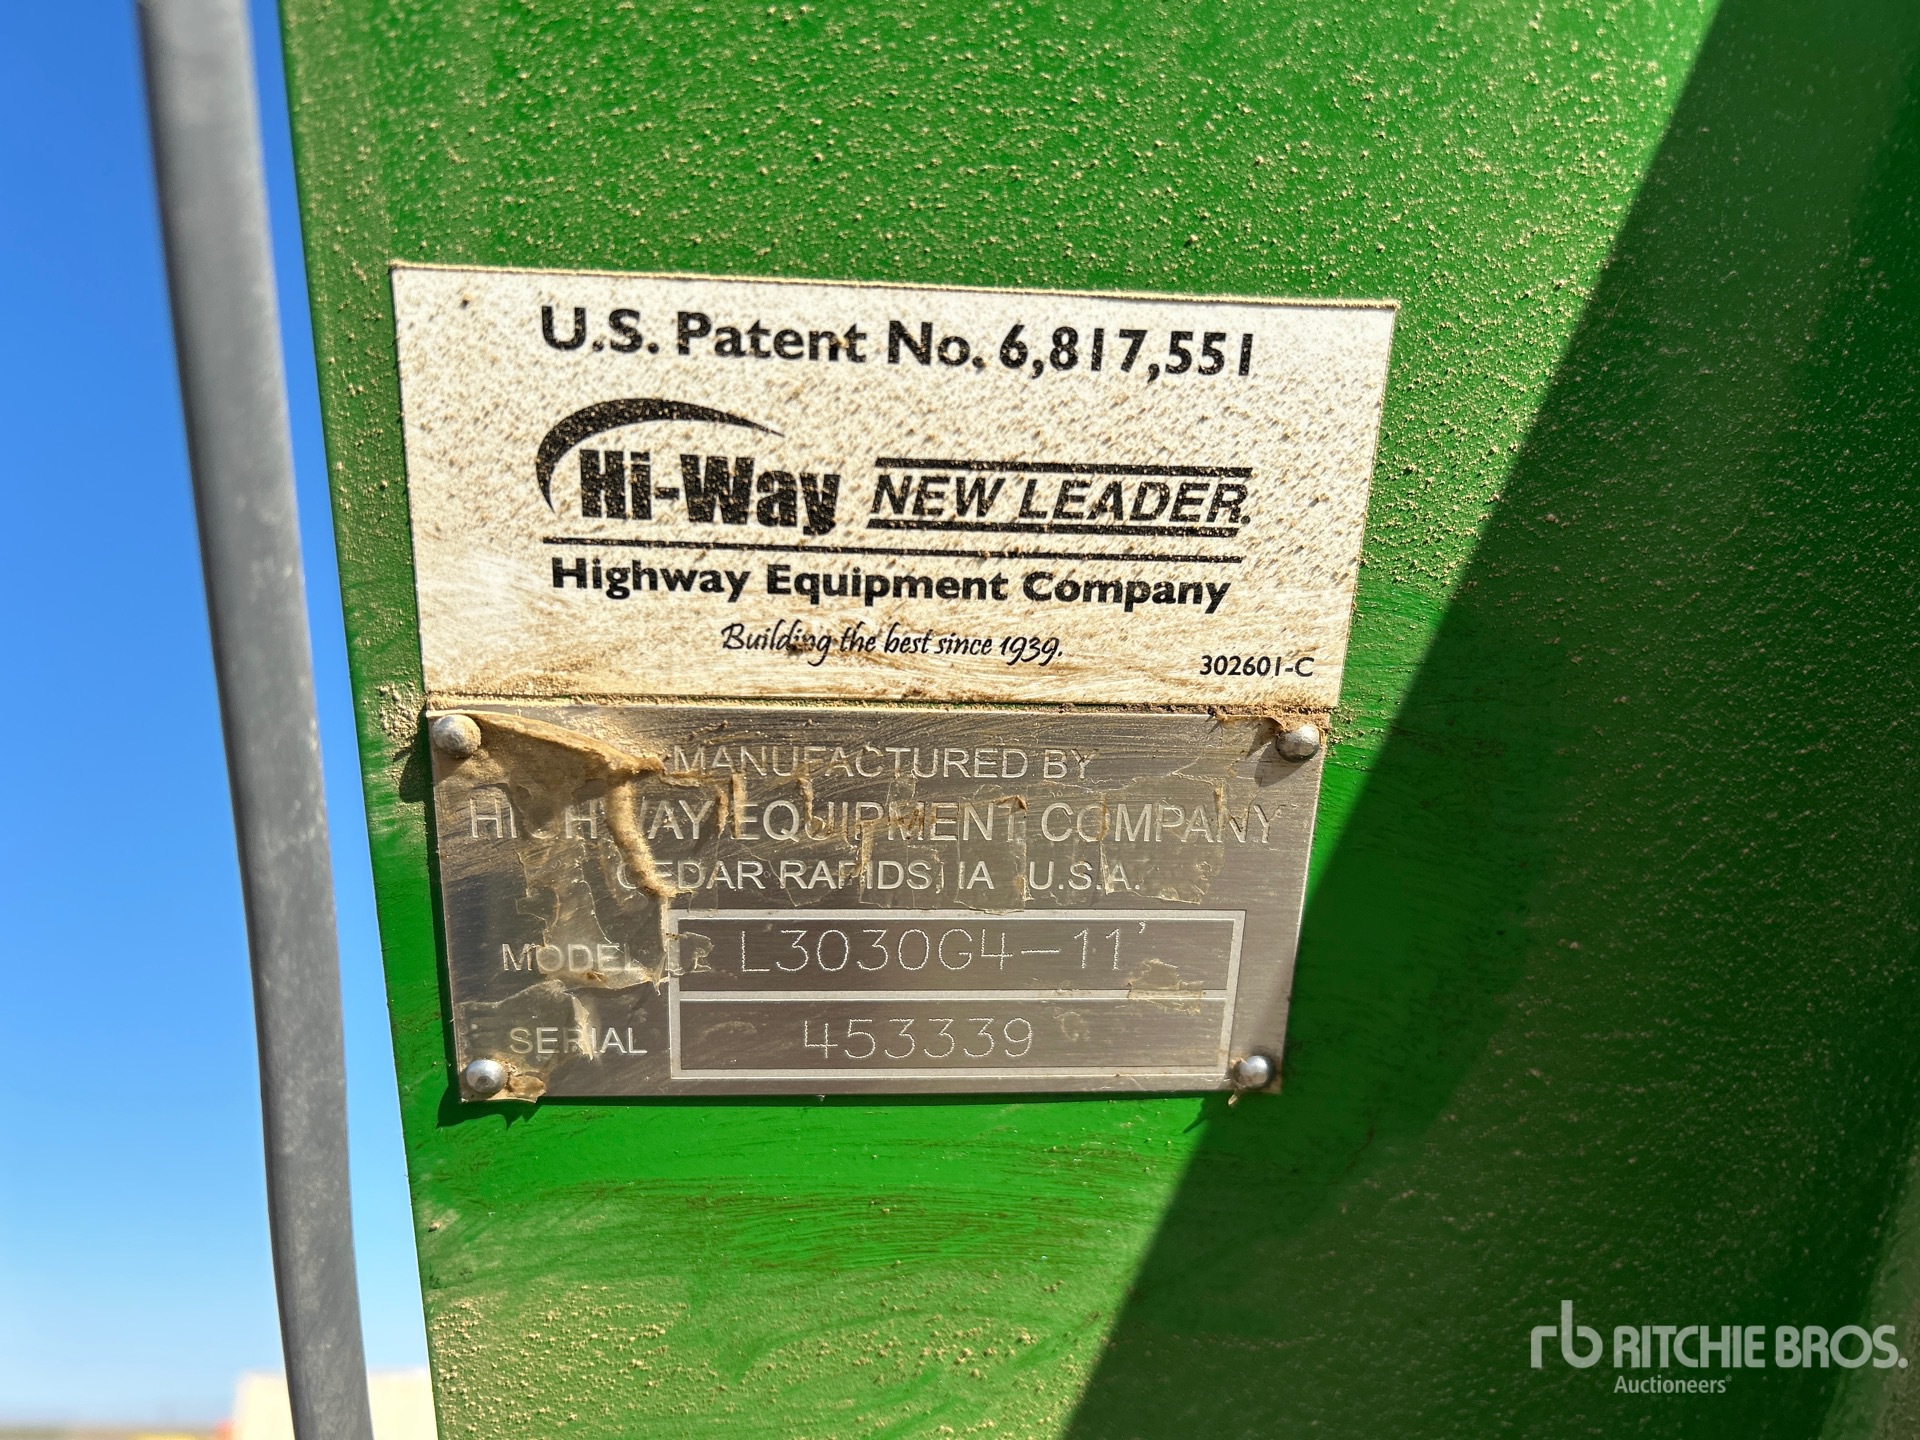 U.S. Patent No. 6,817,551
Hi-Way NEW LEADER®
Highway Equipment Company
Building the best since 1939.
302601-C
MANUFACTURED BY
HIGHWAY EQUIPMENT COMPANY
CEDAR RAPIDS, IA U.S.A.
MODEL L3030G4-11'
SERIAL 453339
rb RITCHIE BROS.
Auctioneers®